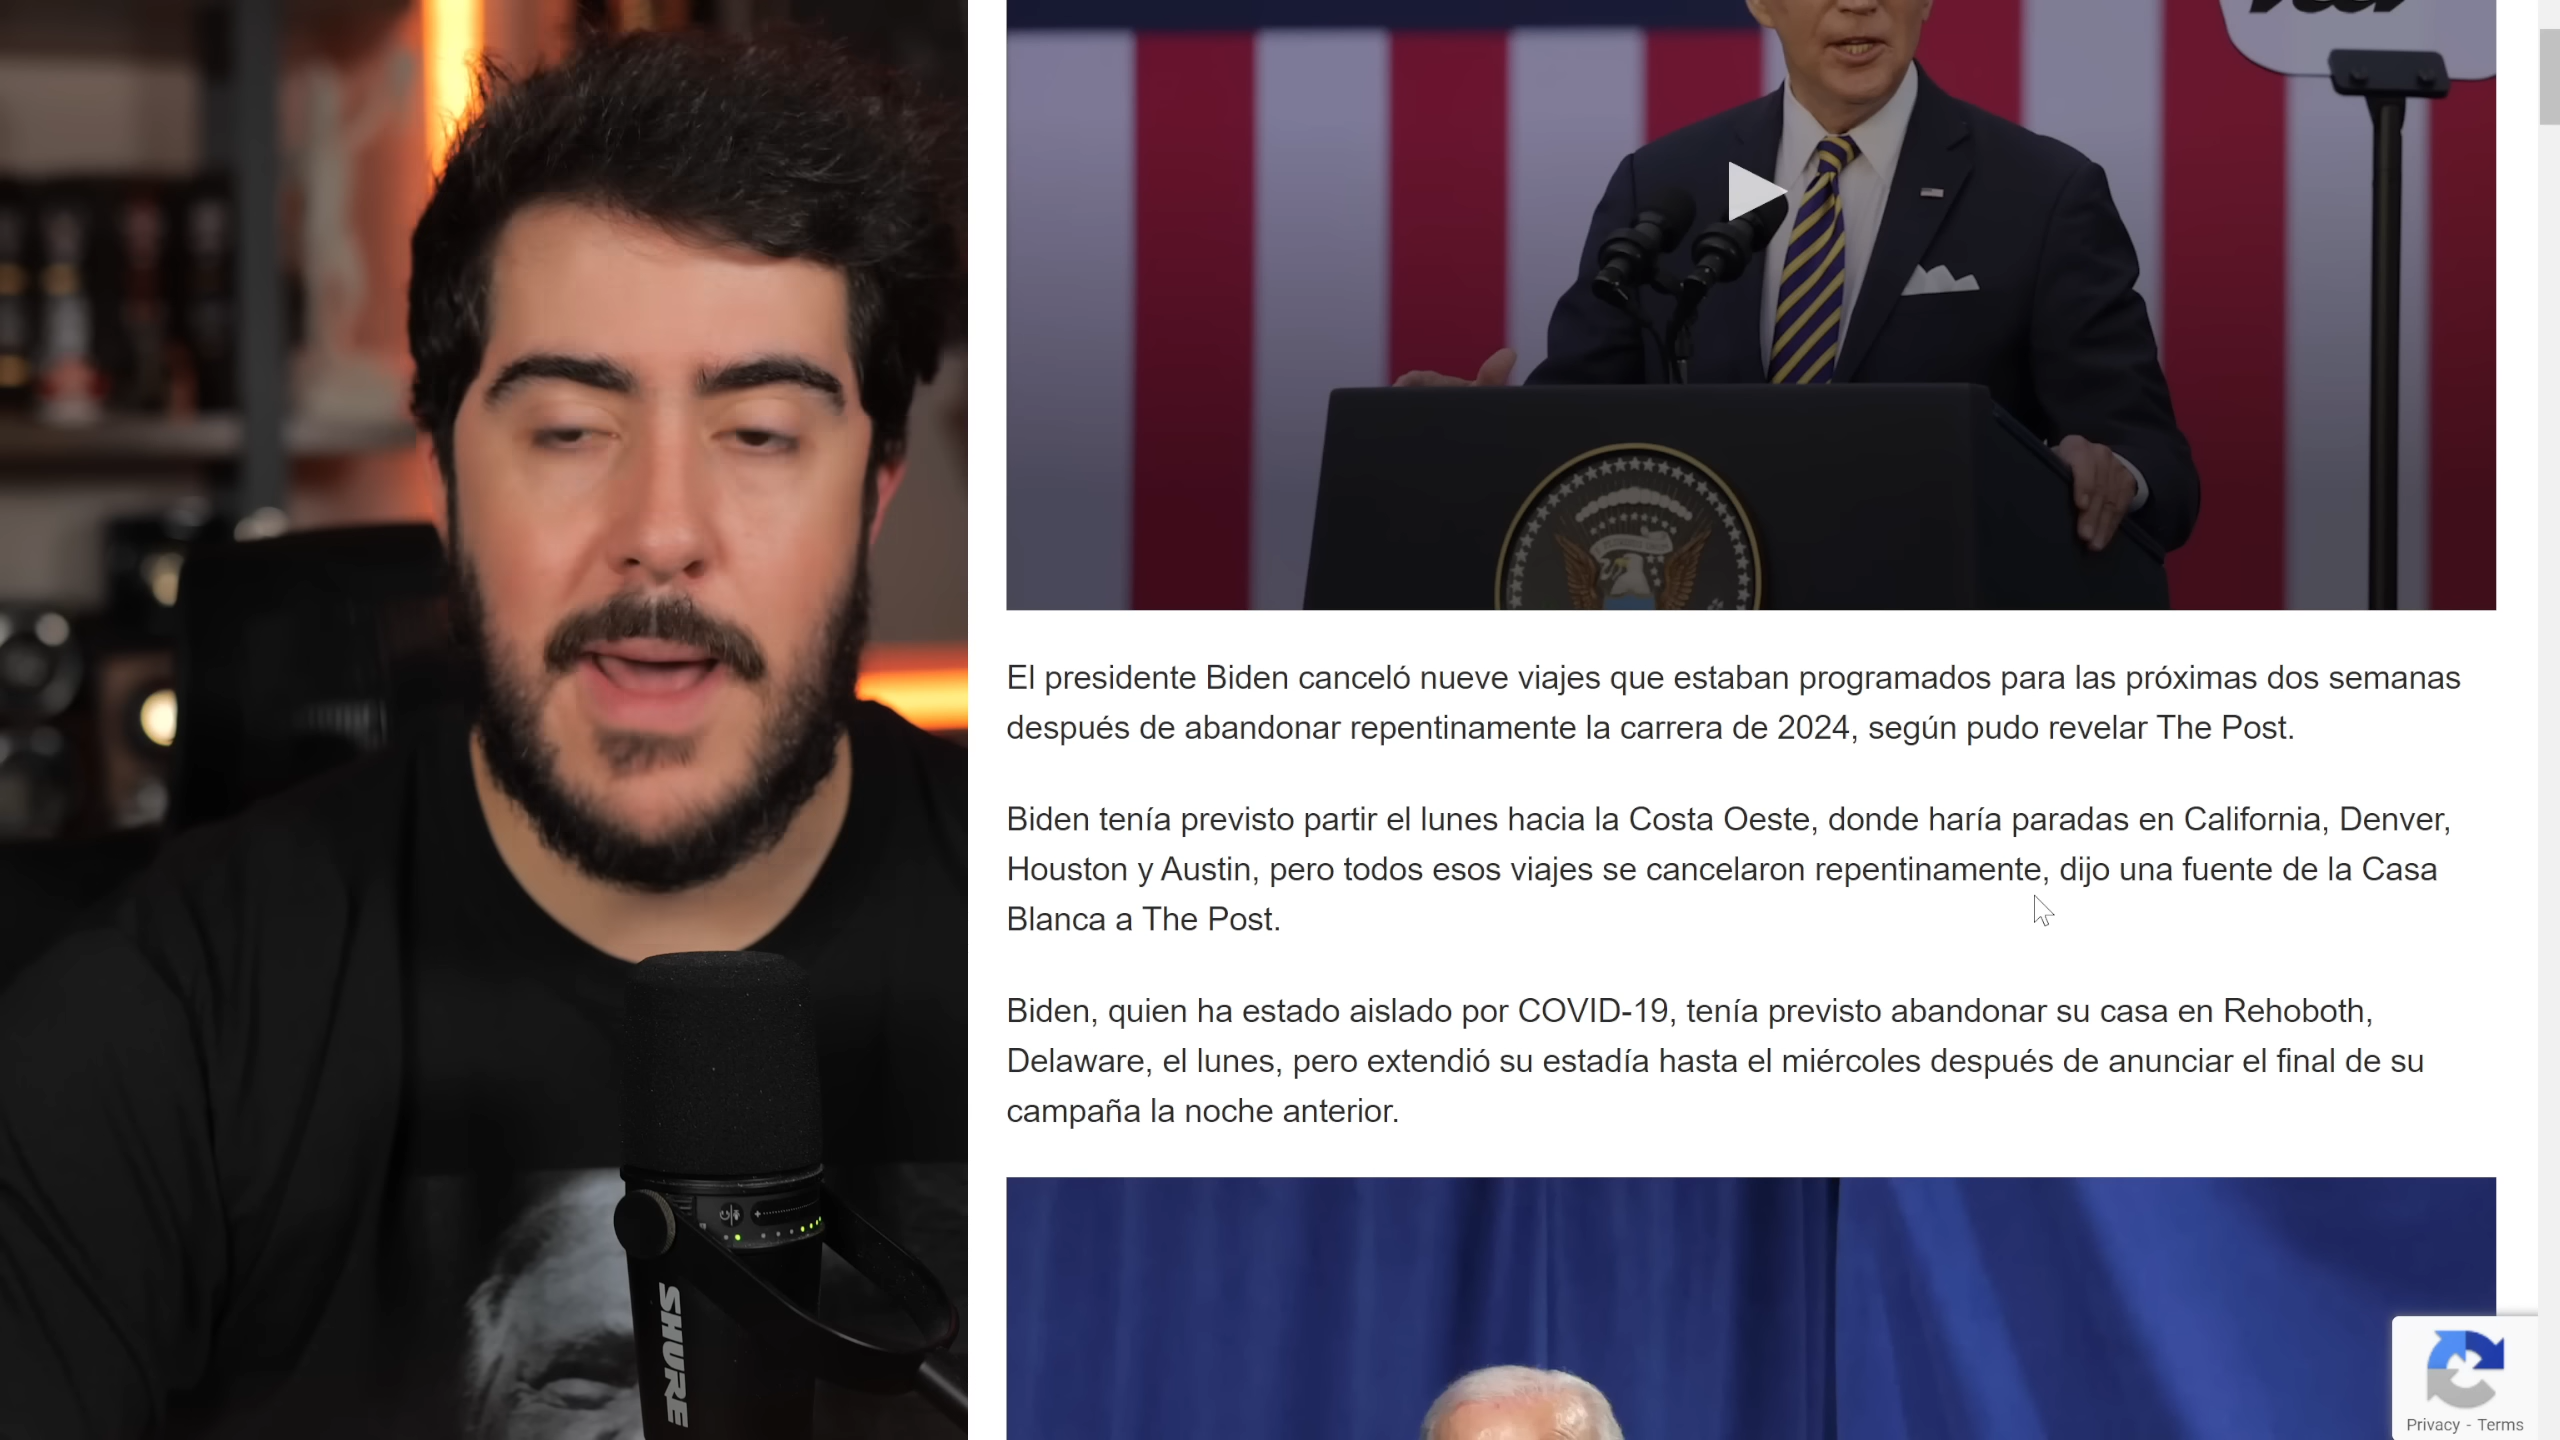 El presidente Biden canceló nueve viajes que estaban programados para las próximas dos semanas
después de abandonar repentinamente la carrera de 2024, según pudo revelar The Post.
Biden tenía previsto partir el lunes hacia la Costa Oeste, donde haría paradas en California, Denver,
Houston y Austin, pero todos esos viajes se cancelaron repentinamente, dijo una fuente de la Casa
Blanca a The Post.
Biden, quien ha estado aislado por COVID-19, tenía previsto abandonar su casa en Rehoboth,
Delaware, el lunes, pero extendió su estadía hasta el miércoles después de anunciar el final de su
campaña la noche anterior.
SHURE
Privacy - Terms